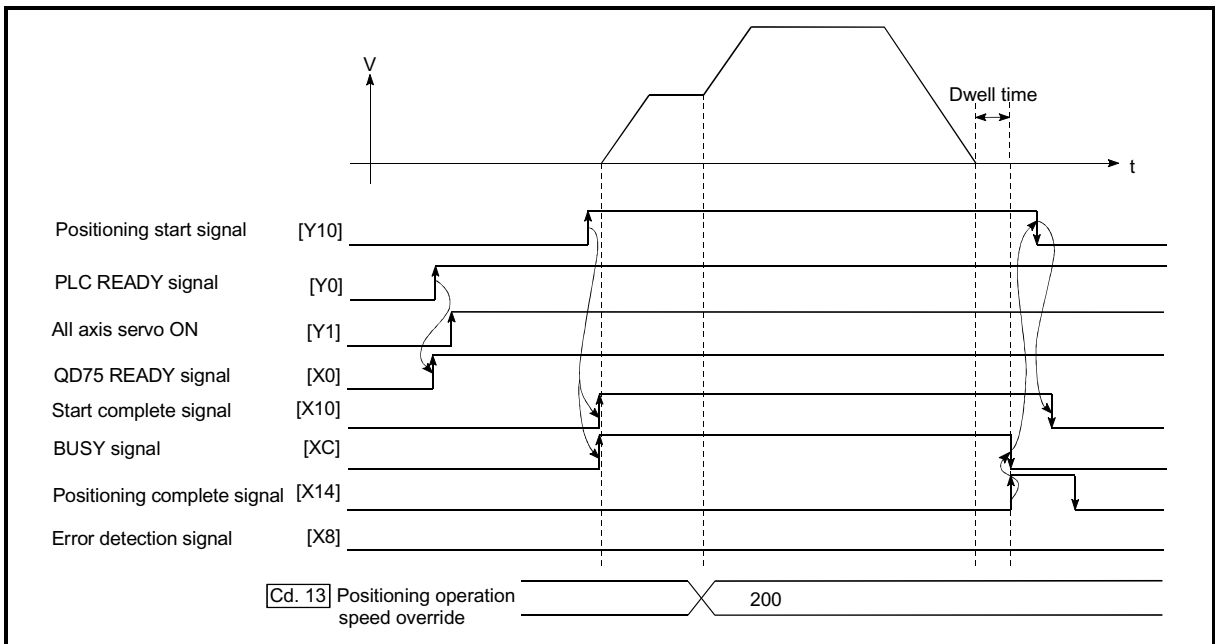 V
Dwell time
t
Positioning start signal [Y10]
PLC READY signal [Y0]
All axis servo ON [Y1]
QD75 READY signal [X0]
Start complete signal [X10]
BUSY signal [XC]
Positioning complete signal [X14]
Error detection signal [X8]
Cd. 13 Positioning operation
speed override
200